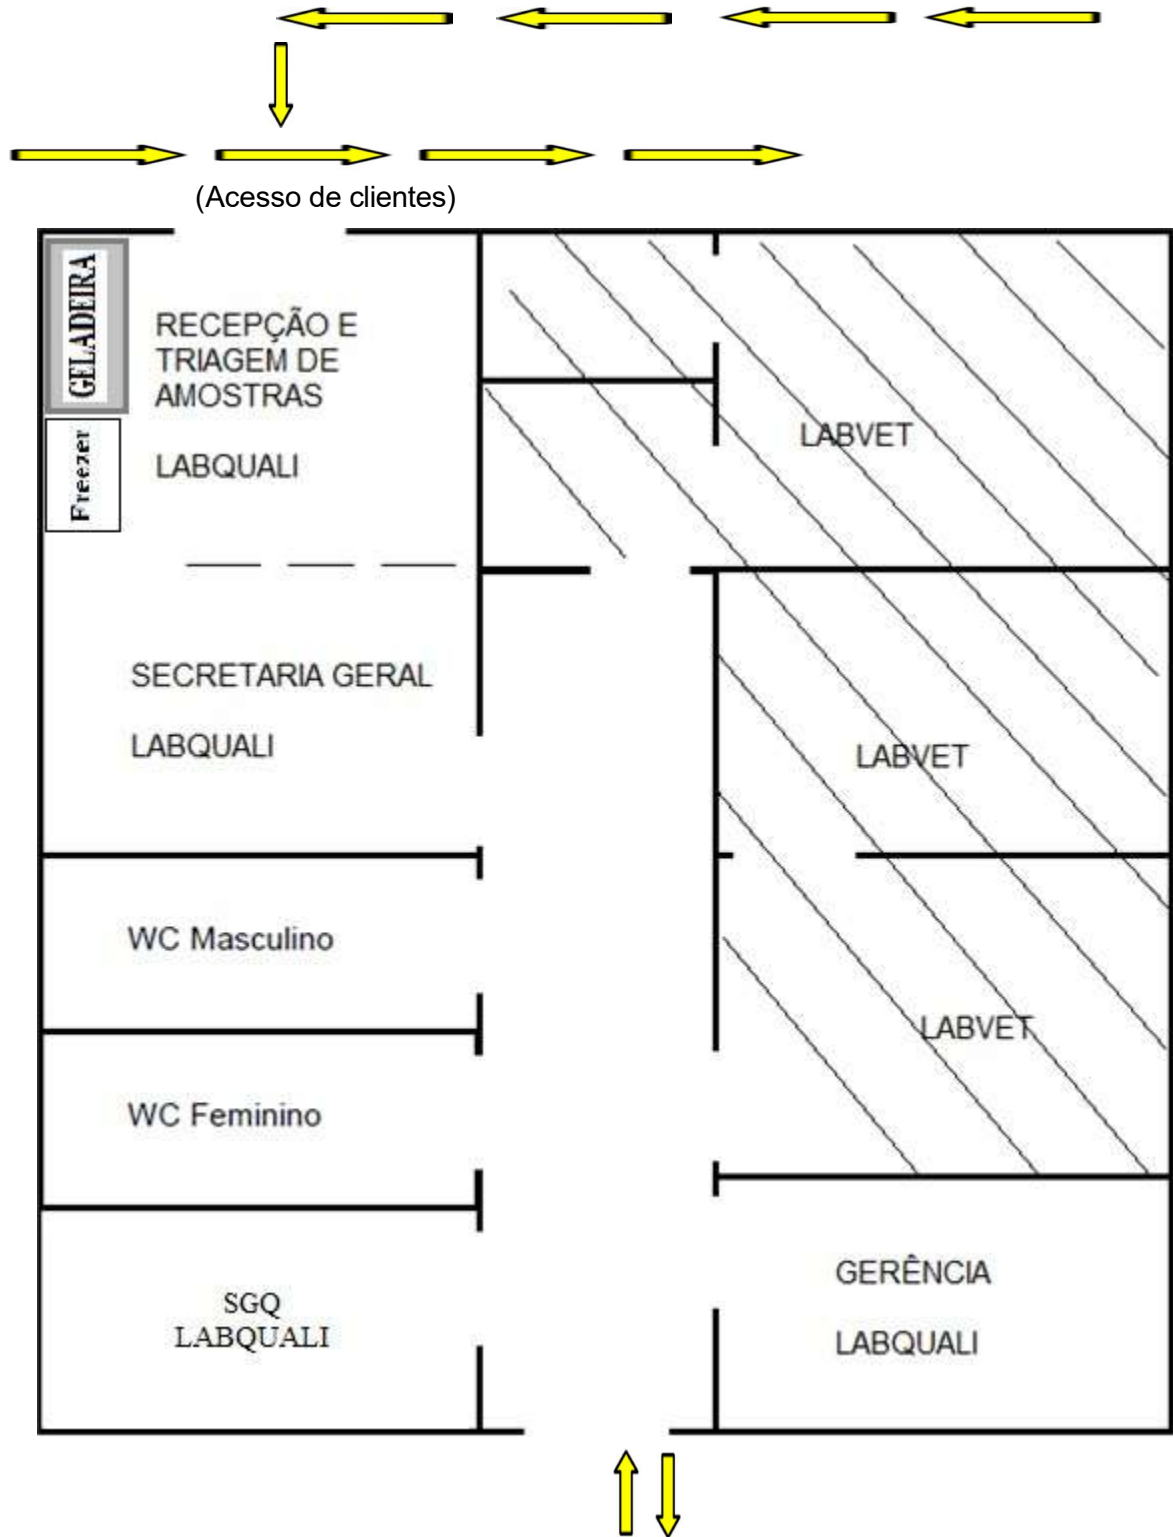 (Acesso de clientes)
GELADEIRA
Freezer
RECEPÇÃO E
TRIAGEM DE
AMOSTRAS
LABQUALI
LABVET
SECRETARIA GERAL
LABQUALI
LABVET
WC Masculino
LABVET
WC Feminino
SGQ
LABQUALI
GERÊNCIA
LABQUALI